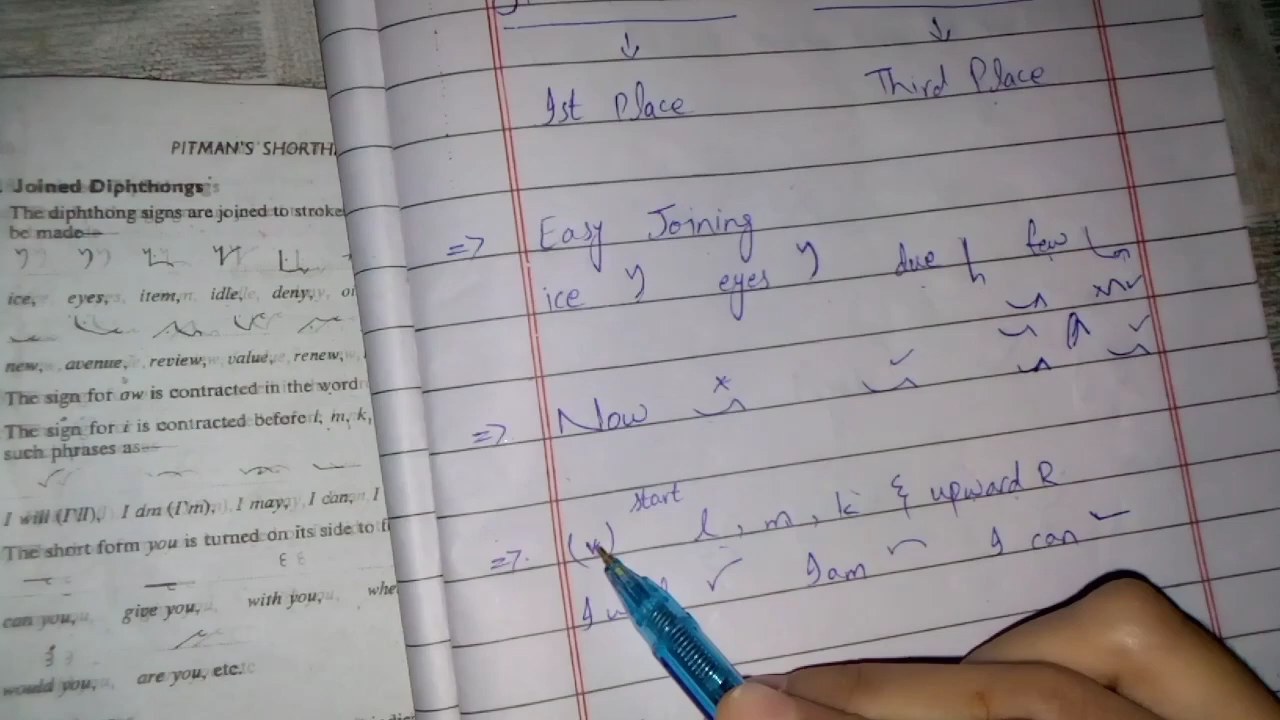 PITMAN'S SHORTH
Joined Diphthongs
The diphthong signs are joined to stroke
be made—
ice, eyes, item, idle, deny,
new, avenue, review, value, renew,
The sign for ow is contracted in the word
The sign for i is contracted before l, m, k,
such phrases as—
I will (I'll), I am (I'm), I may, I can, I
The short form you is turned on its side to
can you, give you, with you,
would you, are you, etc.
1st Place Third Place
=> Easy Joining
ice eyes due few
=> Now
start
=> l, m, k & upward R
I am I can